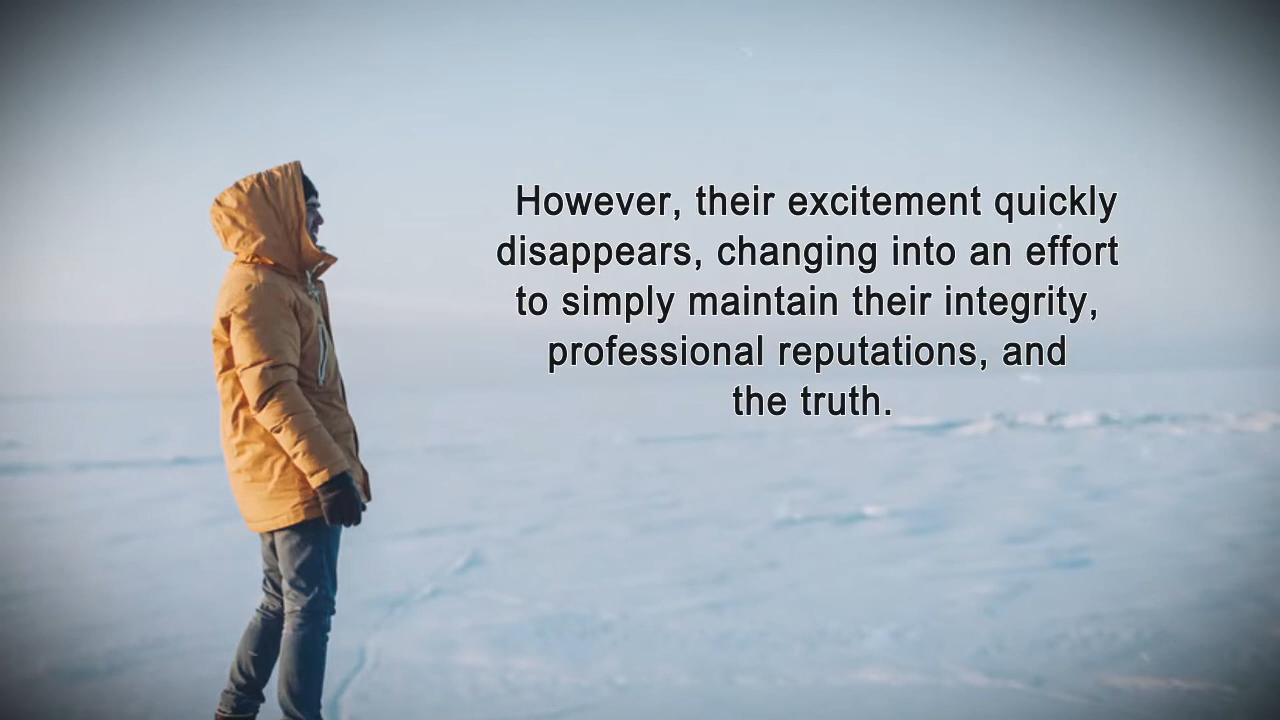 However, their excitement quickly
disappears, changing into an effort
to simply maintain their integrity,
professional reputations, and
the truth.